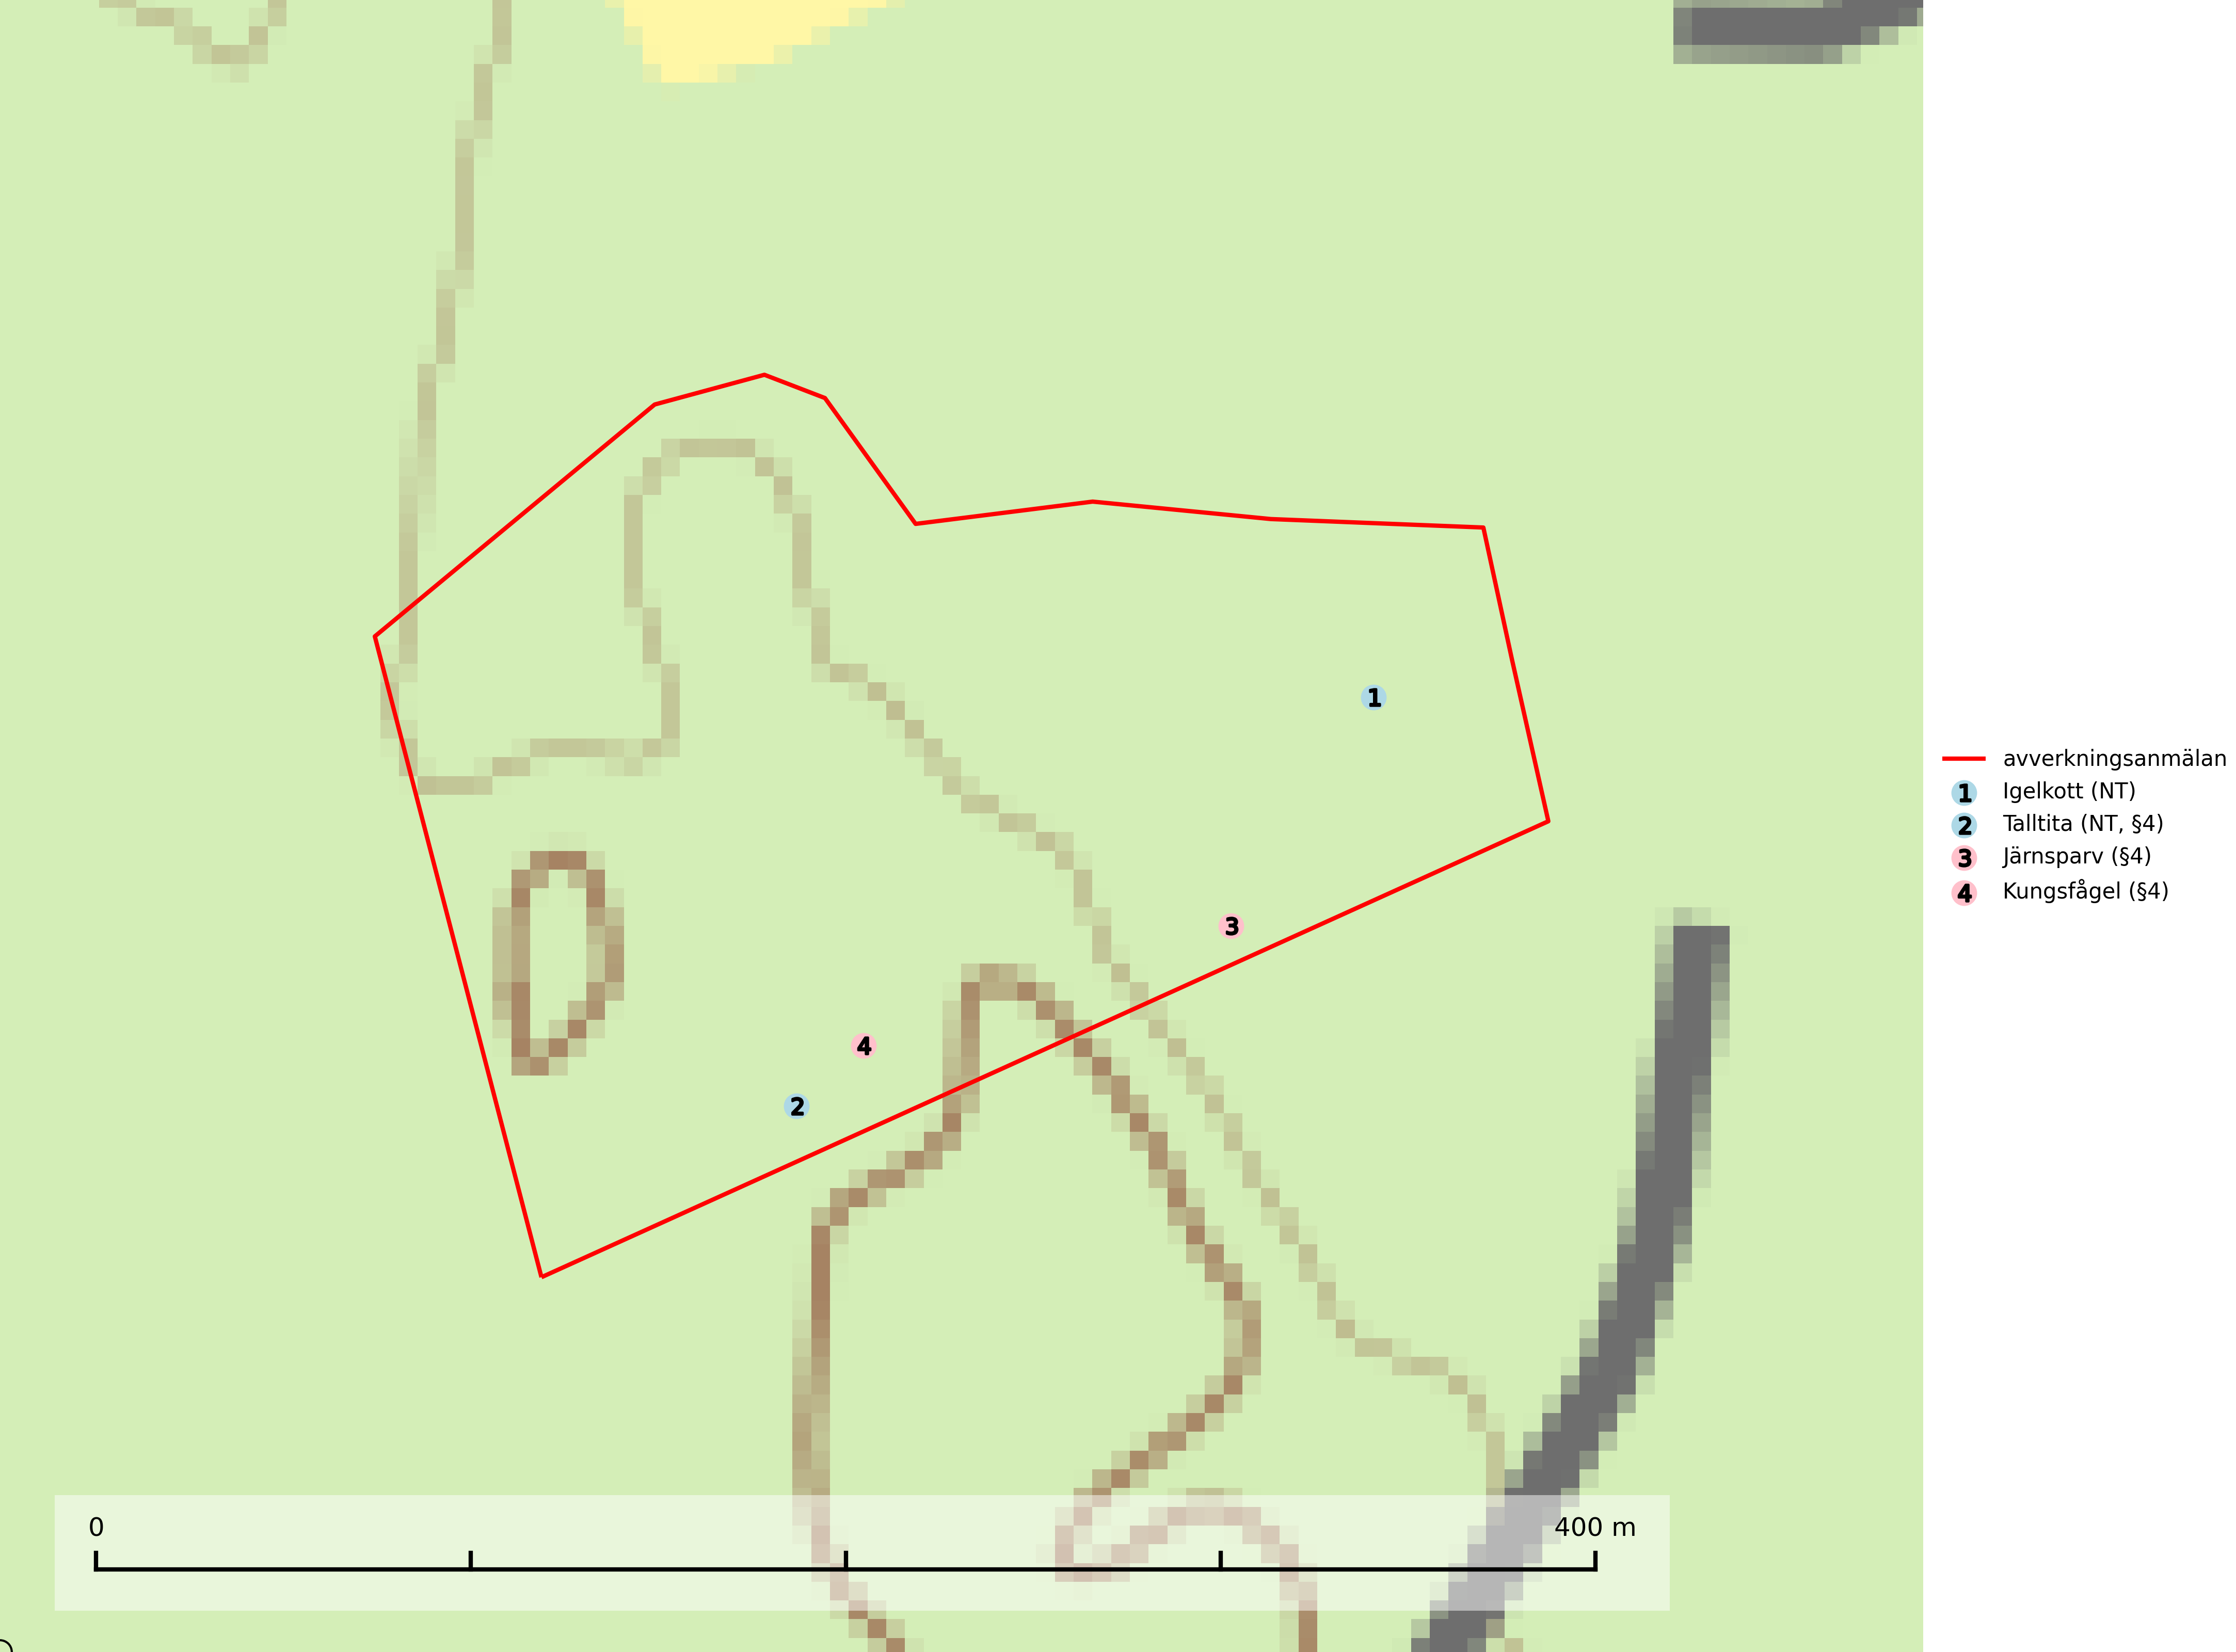 1
3
4
2
avverkningsanmälan
1 Igelkott (NT)
2 Talltita (NT, §4)
3 Järnsparv (§4)
4 Kungsfågel (§4)
0 400 m